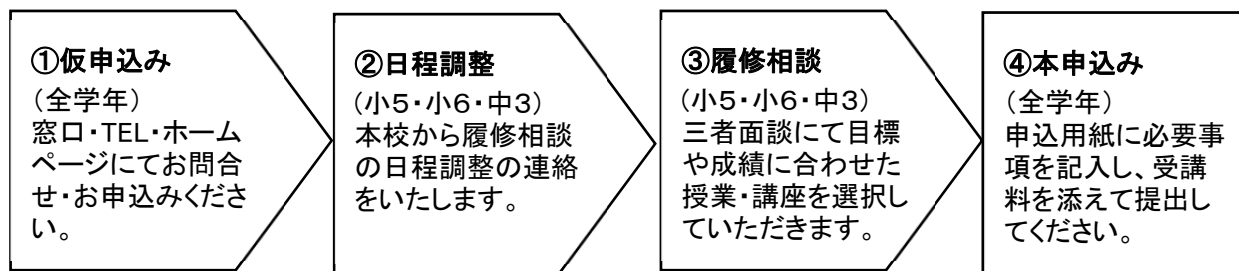 ①仮申込み
(全学年)
窓口・TEL・ホーム
ページにてお問合
せ・お申込みくださ
い。
②日程調整
(小5・小6・中3)
本校から履修相談
の日程調整の連絡
をいたします。
③履修相談
(小5・小6・中3)
三者面談にて目標
や成績に合わせた
授業・講座を選択し
ていただきます。
④本申込み
(全学年)
申込用紙に必要事
項を記入し、受講
料を添えて提出し
てください。